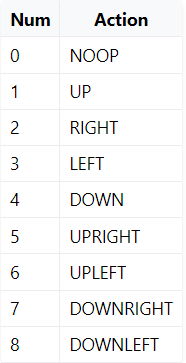 Num Action
0 NOOP
1 UP
2 RIGHT
3 LEFT
4 DOWN
5 UPRIGHT
6 UPLEFT
7 DOWNRIGHT
8 DOWNLEFT